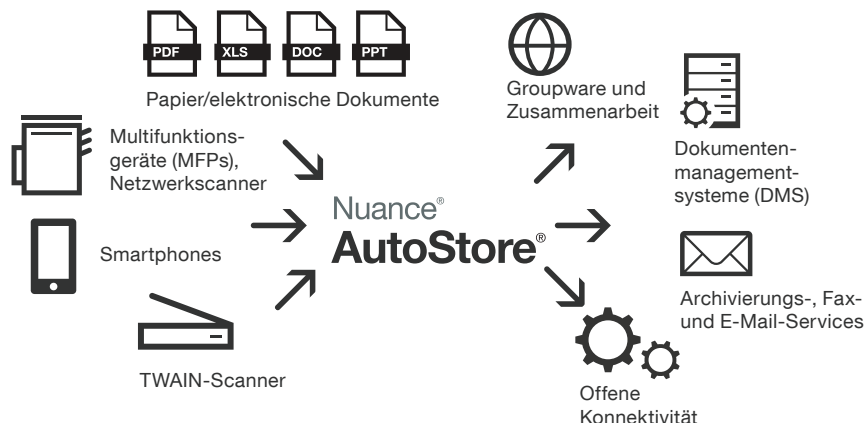 PDF
XLS
DOC
PPT
Papier/elektronische Dokumente
Multifunktions-
geräte (MFPs),
Netzwerkscanner
Smartphones
TWAIN-Scanner
Nuance®
AutoStore®
Groupware und
Zusammenarbeit
Dokumenten-
management-
systeme (DMS)
Archivierungs-, Fax-
und E-Mail-Services
Offene
Konnektivität